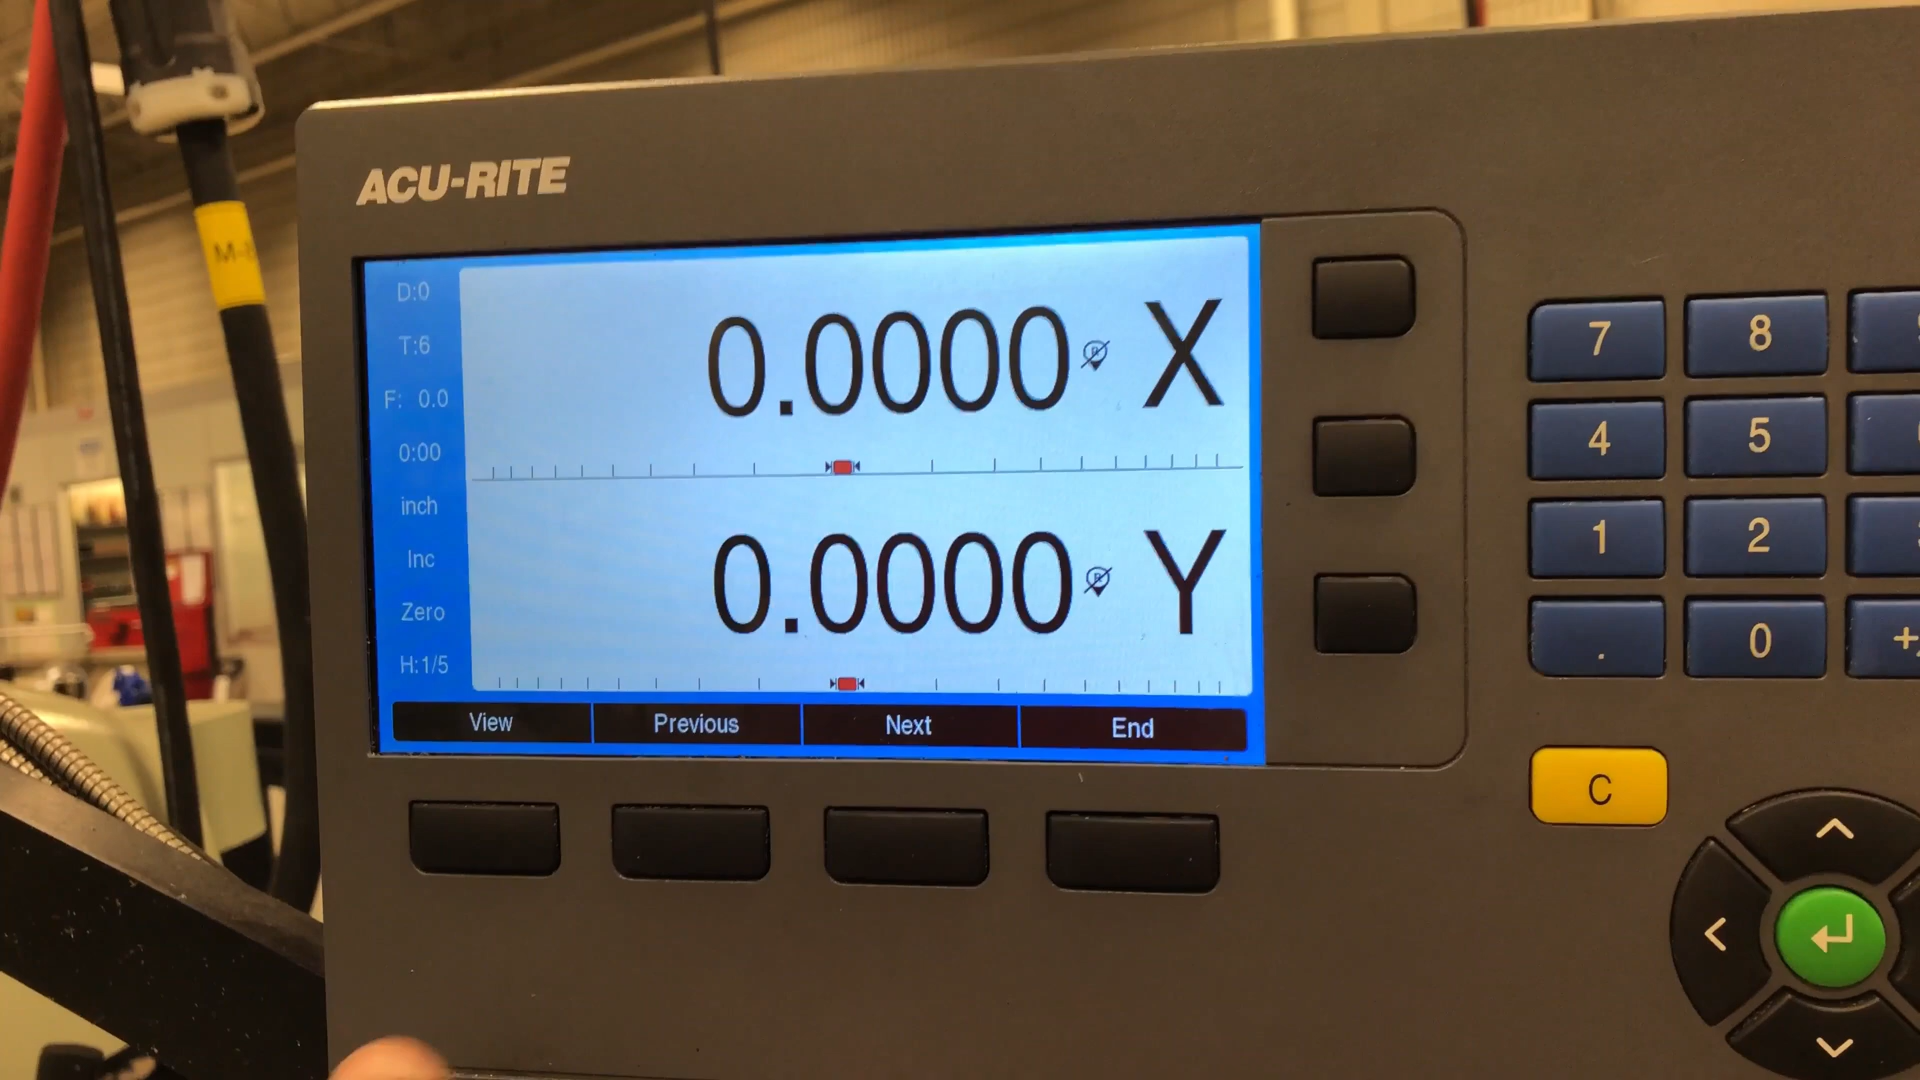 ACU-RITE
D:0
T:6
F: 0.0
0:00
inch
Inc
Zero
H:1/5
0.0000 X
0.0000 Y
View Previous Next End
7 8
4 5
1 2
. 0
C